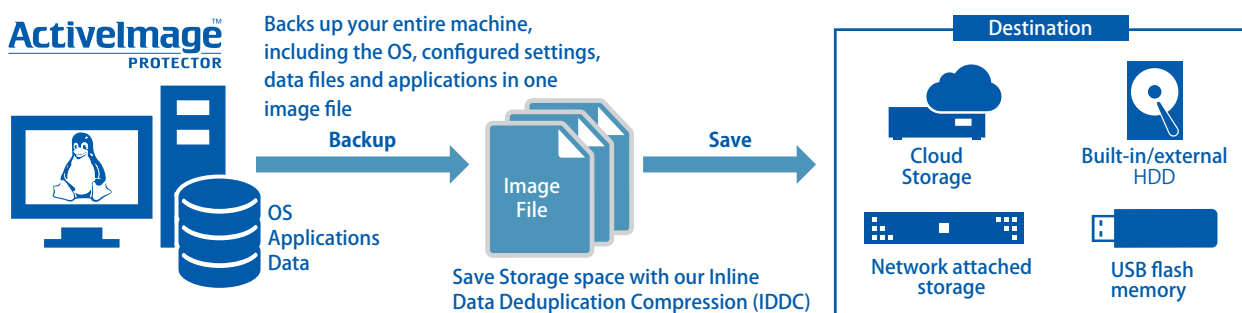 ActiveImage™
PROTECTOR
Backs up your entire machine,
including the OS, configured settings,
data files and applications in one
image file
Backup
OS
Applications
Data
Image
File
Save Storage space with our Inline
Data Deduplication Compression (IDDC)
Save
Destination
Cloud
Storage
Built-in/external
HDD
Network attached
storage
USB flash
memory